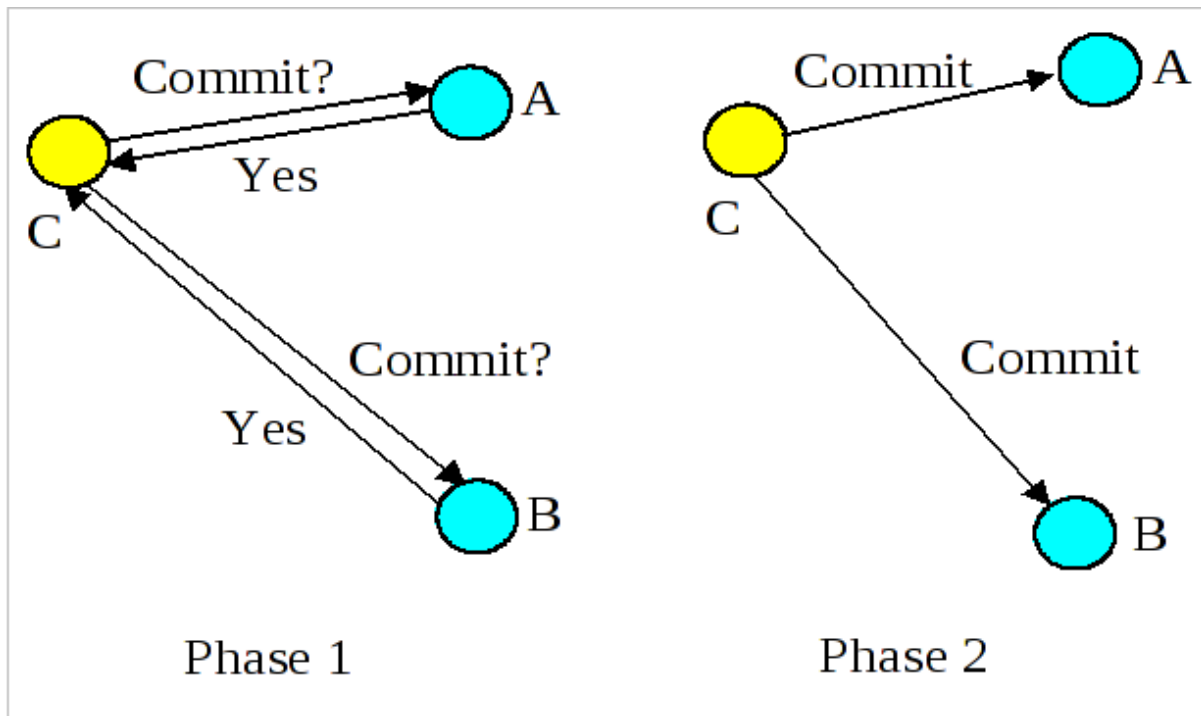 Commit?
A
Yes
C
Commit?
Yes
B
Phase 1
Commit
A
C
Commit
B
Phase 2